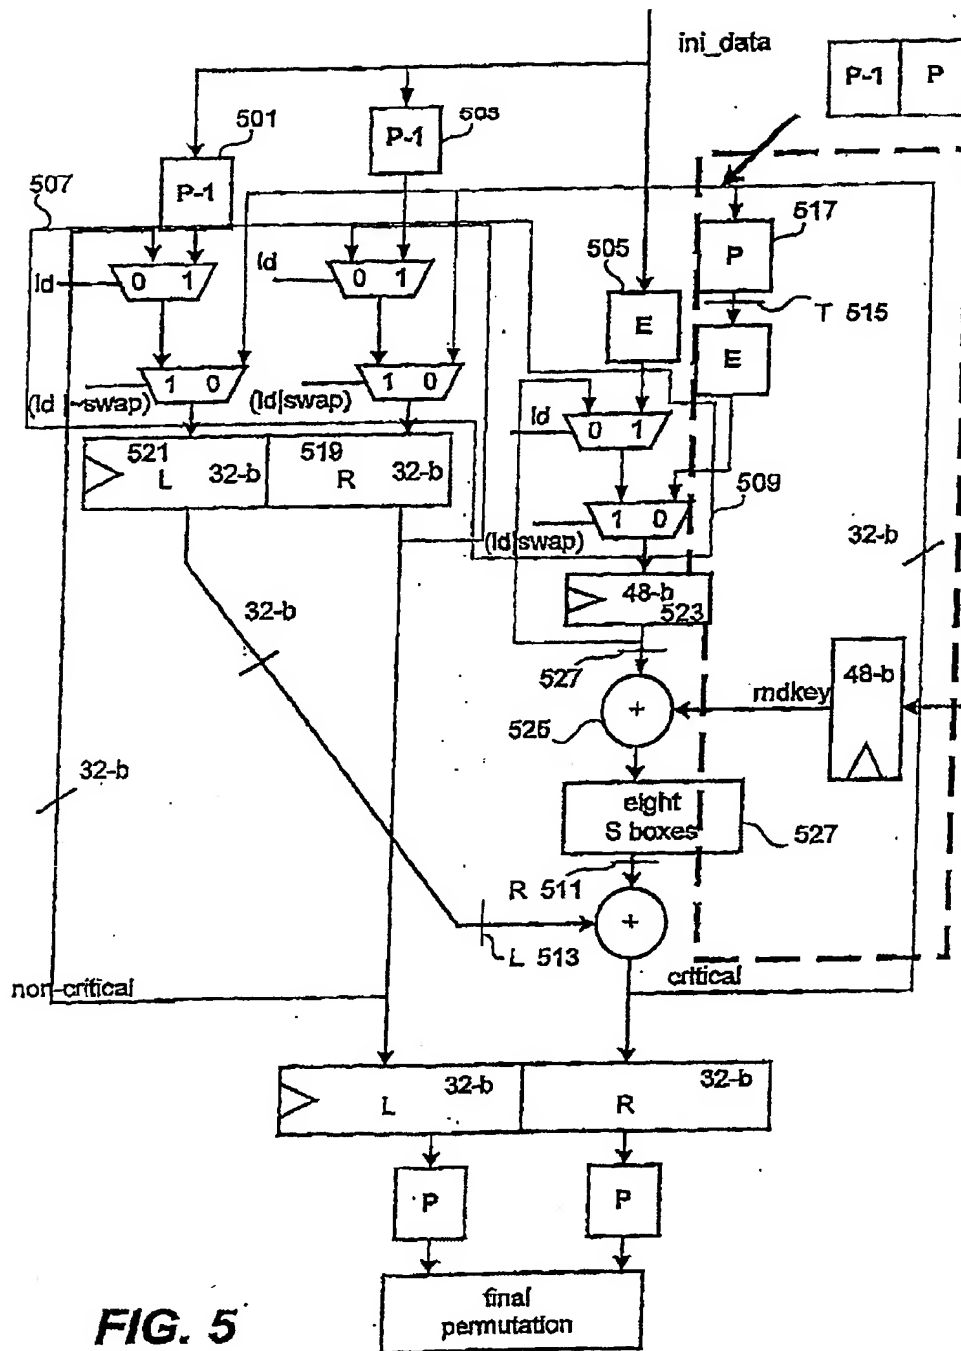 ini_data
P-1 P
501
P-1
503
P-1
507
517
P
505
E
T 515
E
ld
0 1
ld
0 1
(ld | ~swap)
1 0
(ld|swap)
1 0
ld
0 1
509
521
L
32-b
519
R
32-b
(ld|swap)
1 0
32-b
48-b
523
32-b
527
48-b
rndkey
+
525
32-b
eight
S boxes
527
R 511
+
L 513
non-critical
critical
32-b
L
32-b
R
P
P
final
permutation
FIG. 5